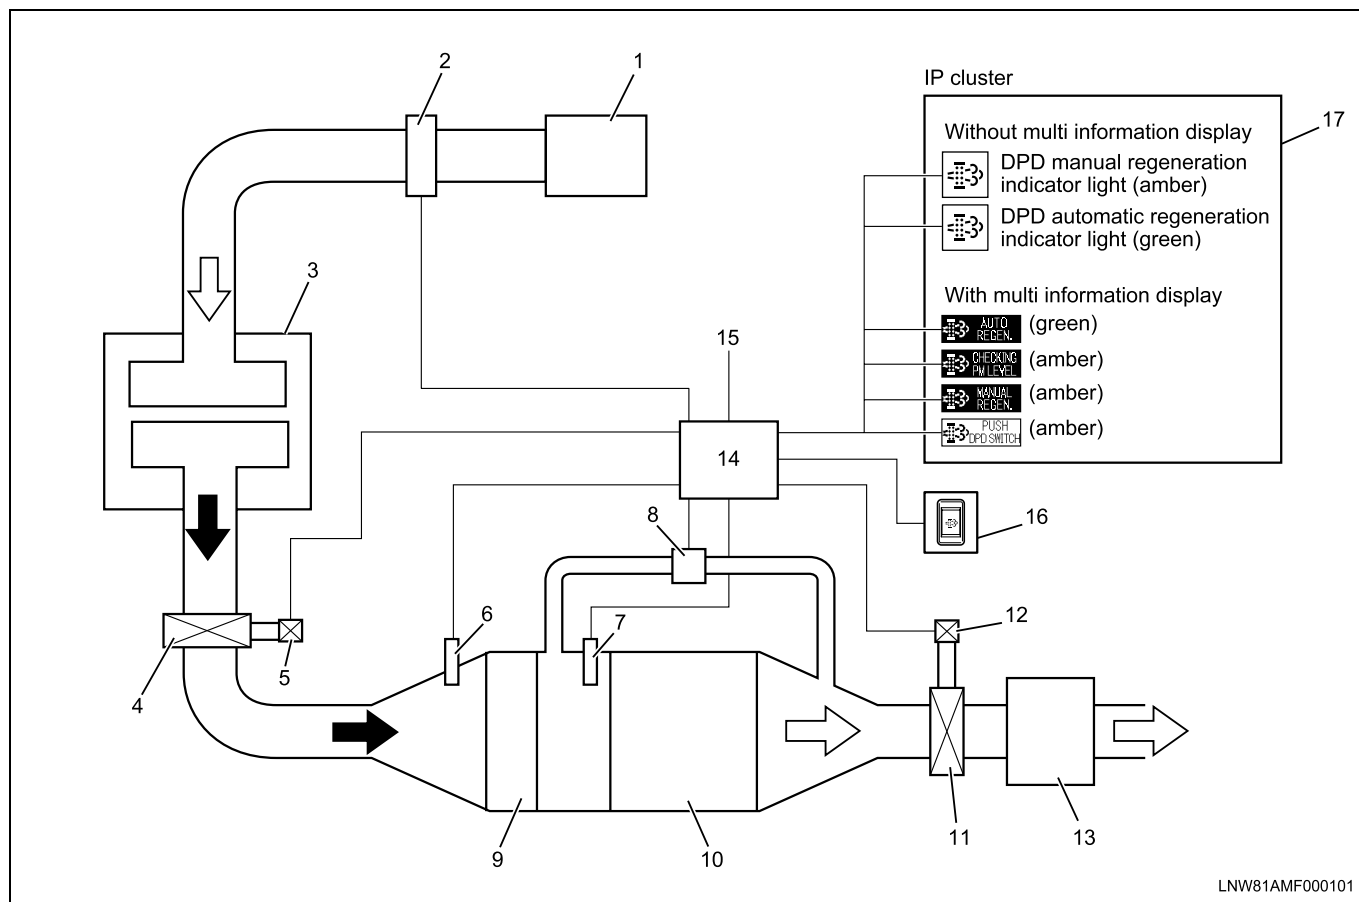 2
1
IP cluster
17
Without multi information display
DPD manual regeneration
indicator light (amber)
DPD automatic regeneration
indicator light (green)
3
With multi information display
AUTO
REGEN.
(green)
15
CHECKING
PM LEVEL
(amber)
MANUAL
REGEN.
(amber)
PUSH
DPD SWITCH
(amber)
14
8
16
6
7
12
5
4
11
13
9
10
LNW81AMF000101